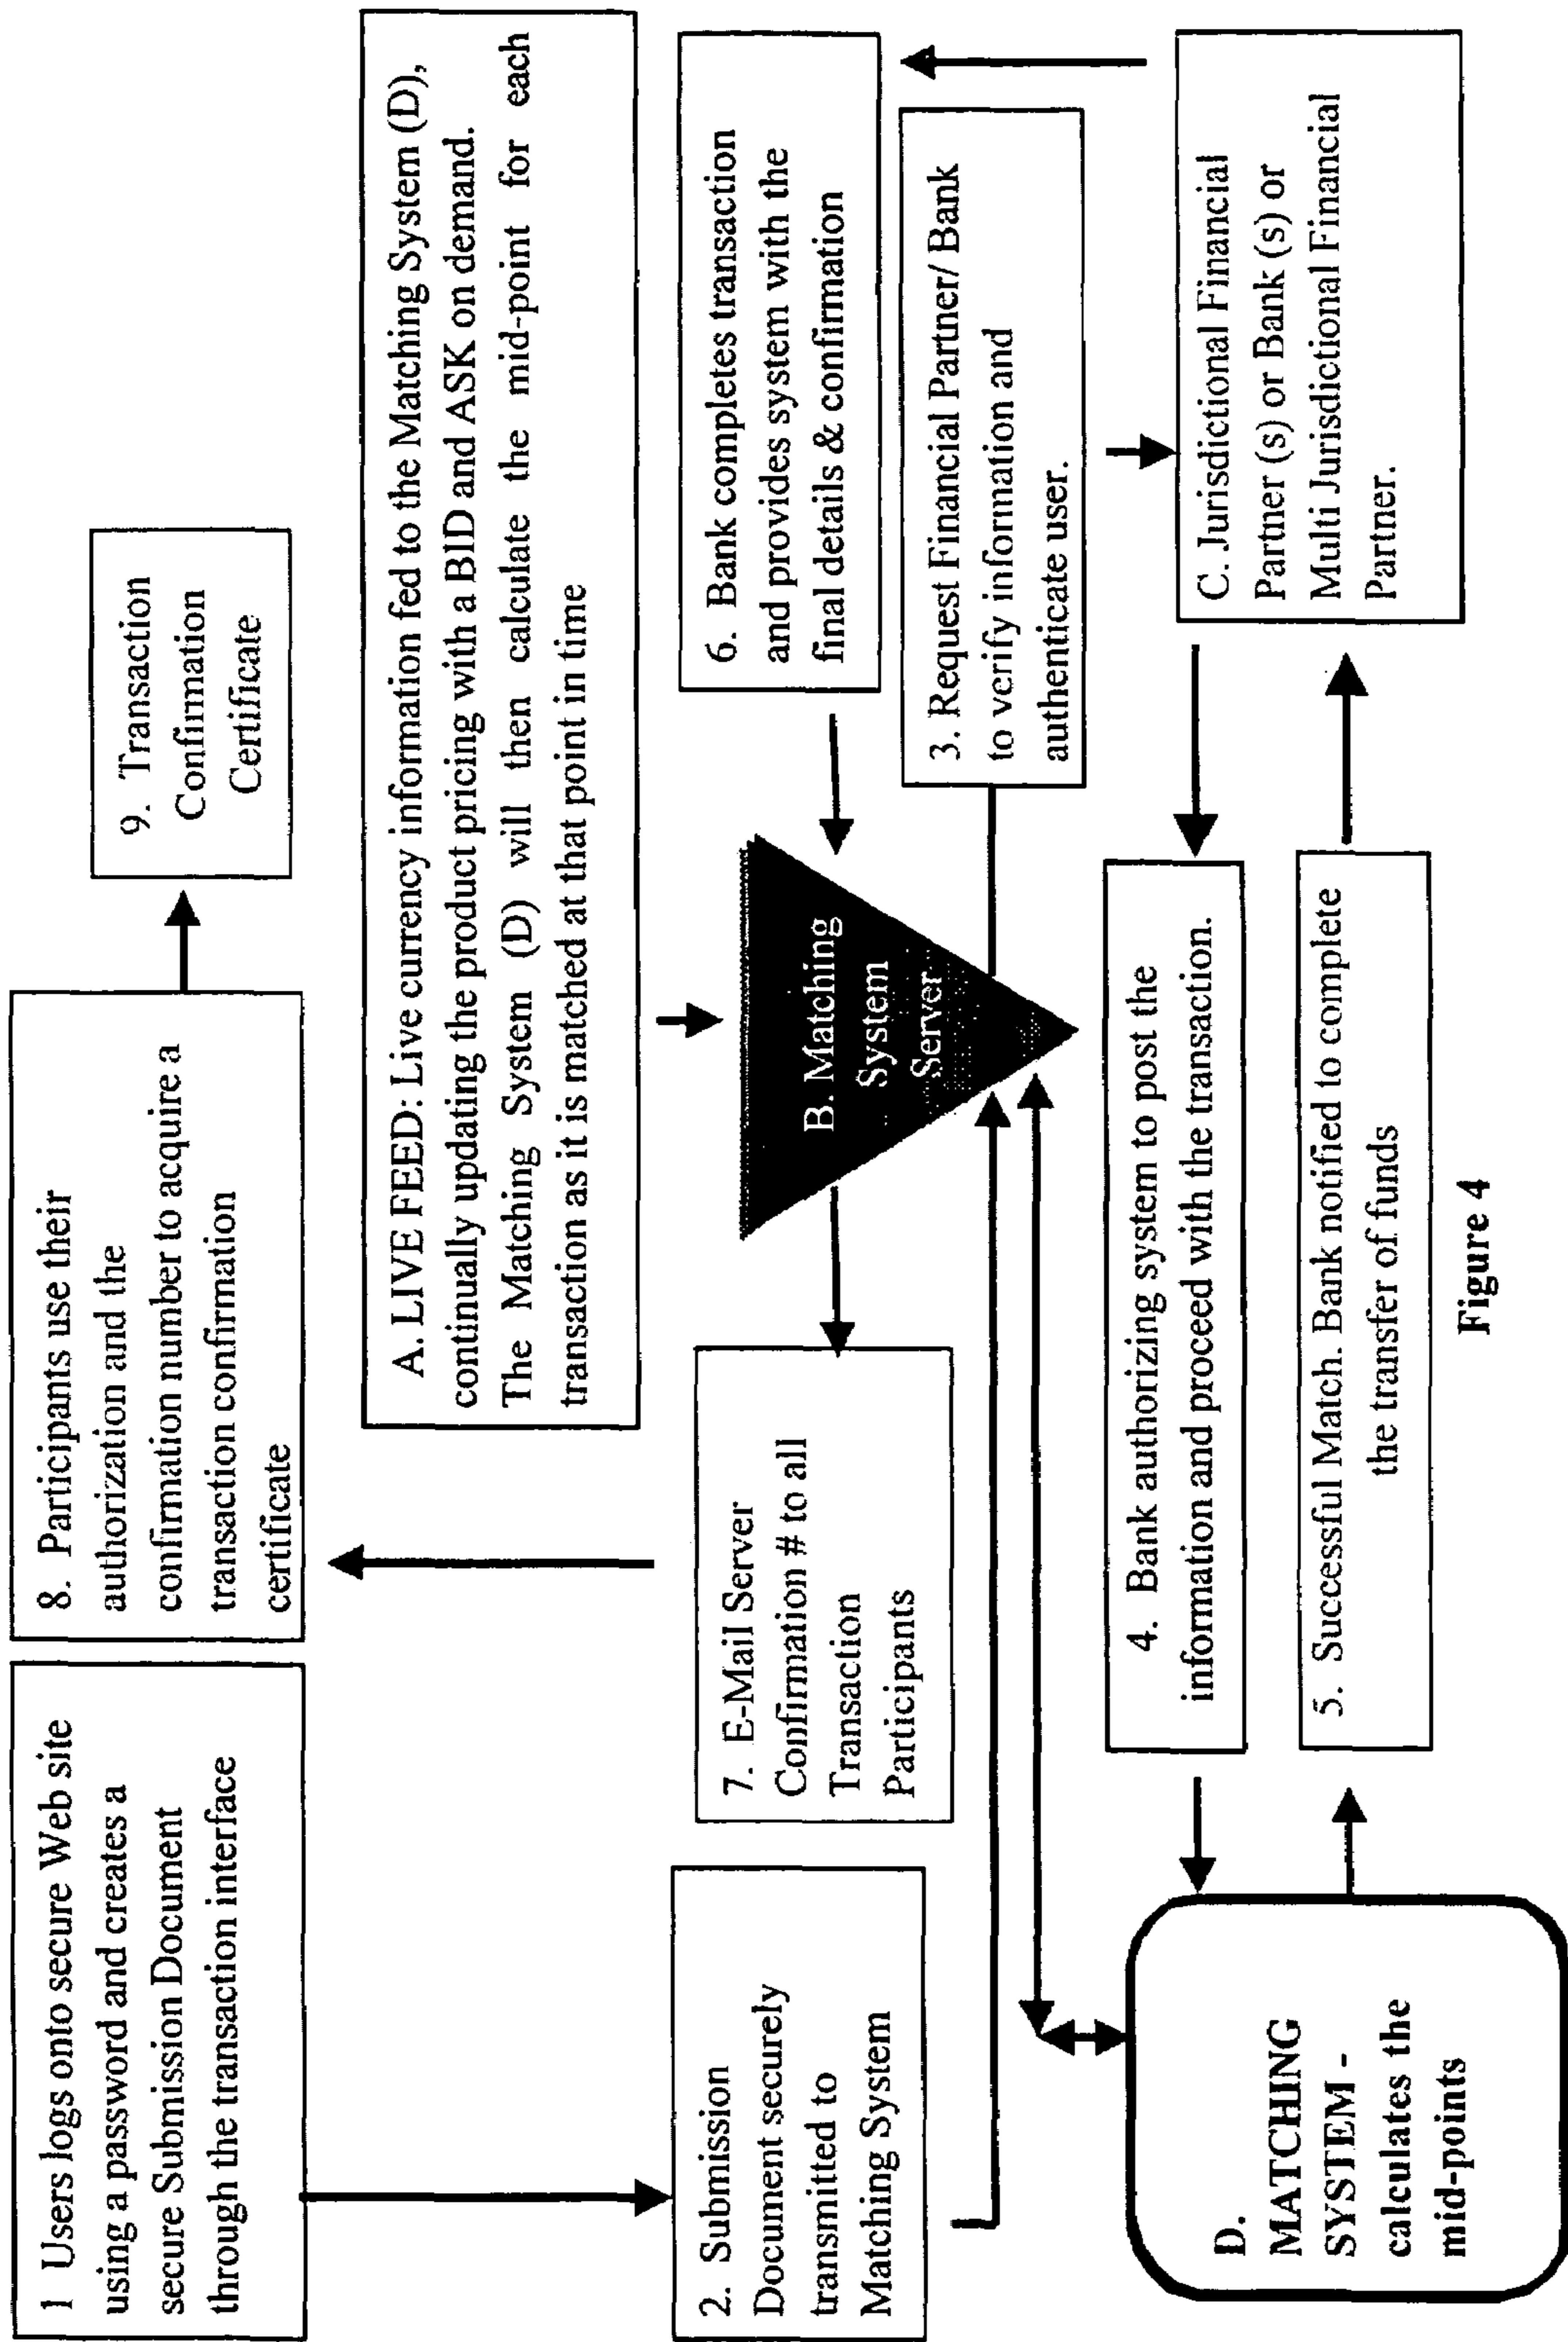 1 Users logs onto secure Web site
using a password and creates a
secure Submission Document
through the transaction interface
8. Participants use their
authorization and the
confirmation number to acquire a
transaction confirmation
certificate
9. Transaction
Confirmation
Certificate
A. LIVE FEED: Live currency information fed to the Matching System (D),
continually updating the product pricing with a BID and ASK on demand.
The Matching System (D) will then calculate the mid-point for each
transaction as it is matched at that point in time
2. Submission
Document securely
transmitted to
Matching System
7. E-Mail Server
Confirmation # to all
Transaction
Participants
B. Matching
System
Server
6. Bank completes transaction
and provides system with the
final details & confirmation
3. Request Financial Partner/ Bank
to verify information and
authenticate user.
D.
MATCHING
SYSTEM -
calculates the
mid-points
4. Bank authorizing system to post the
information and proceed with the transaction.
5. Successful Match. Bank notified to complete
the transfer of funds
C. Jurisdictional Financial
Partner (s) or Bank (s) or
Multi Jurisdictional Financial
Partner.
Figure 4